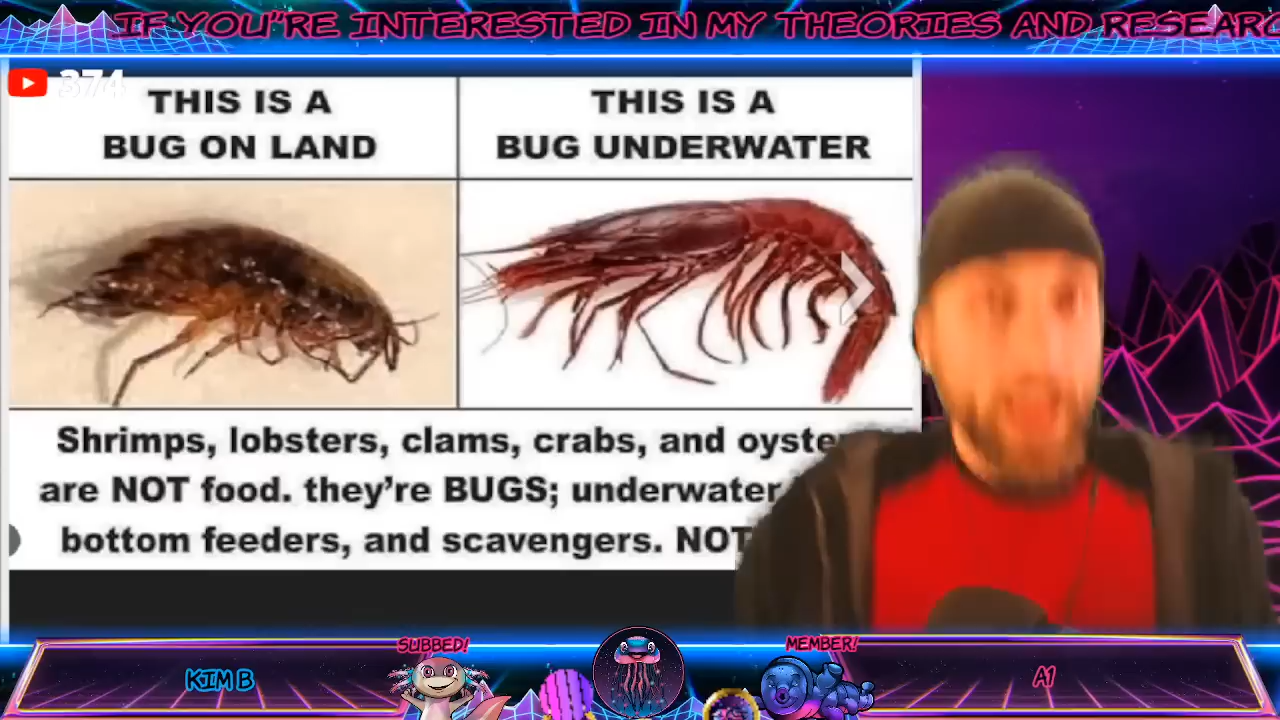 IF YOU"RE INTERESTED IN MY THEORIES AND
374
THIS IS A
BUG ON LAND
THIS IS A
BUG UNDERWATER
Shrimps, lobsters, clams, crabs, and
are NOT food. they're BUGS; underwater
bottom feeders, and scavengers. NOT
SUBBED!
MEMBER!
KIM B
A1